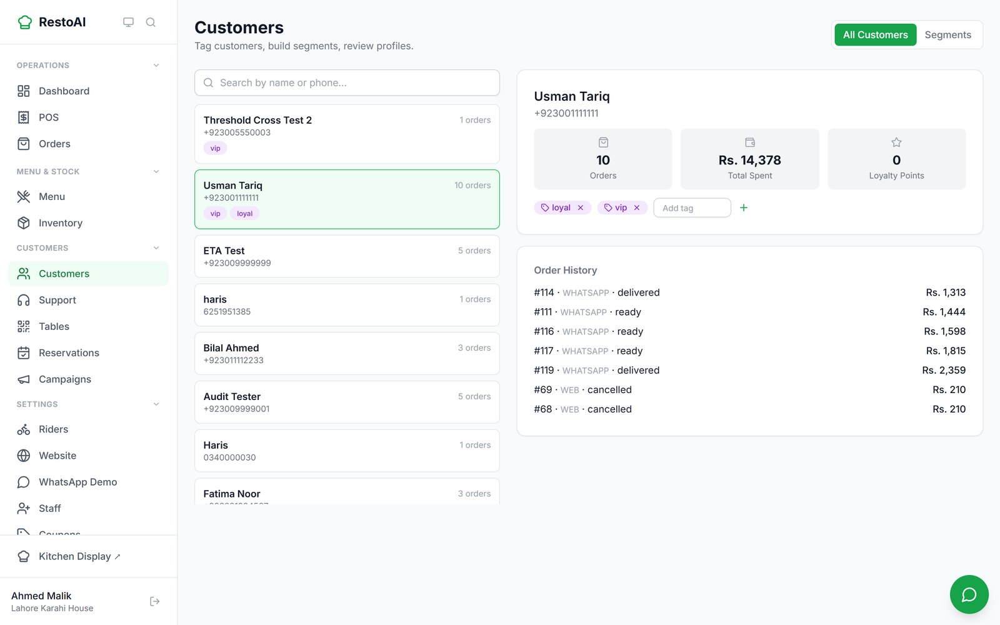 RestoAI
OPERATIONS
Dashboard
POS
Orders
MENU & STOCK
Menu
Inventory
CUSTOMERS
Customers
Support
Tables
Reservations
Campaigns
SETTINGS
Riders
Website
WhatsApp Demo
Staff
Coupons
Kitchen Display ↗
Ahmed Malik
Lahore Karahi House
Customers
Tag customers, build segments, review profiles.
All Customers
Segments
Search by name or phone...
Threshold Cross Test 2
1 orders
+923005550003
vip
Usman Tariq
10 orders
+923001111111
vip
loyal
ETA Test
5 orders
+923009999999
haris
1 orders
6251951385
Bilal Ahmed
3 orders
+923011112233
Audit Tester
5 orders
+923009999001
Haris
1 orders
0340000030
Fatima Noor
3 orders
Usman Tariq
+923001111111
10
Orders
Rs. 14,378
Total Spent
0
Loyalty Points
loyal ×
vip ×
Add tag
+
Order History
#114 · WHATSAPP · delivered Rs. 1,313
#111 · WHATSAPP · ready Rs. 1,444
#116 · WHATSAPP · ready Rs. 1,598
#117 · WHATSAPP · ready Rs. 1,815
#119 · WHATSAPP · delivered Rs. 2,359
#69 · WEB · cancelled Rs. 210
#68 · WEB · cancelled Rs. 210